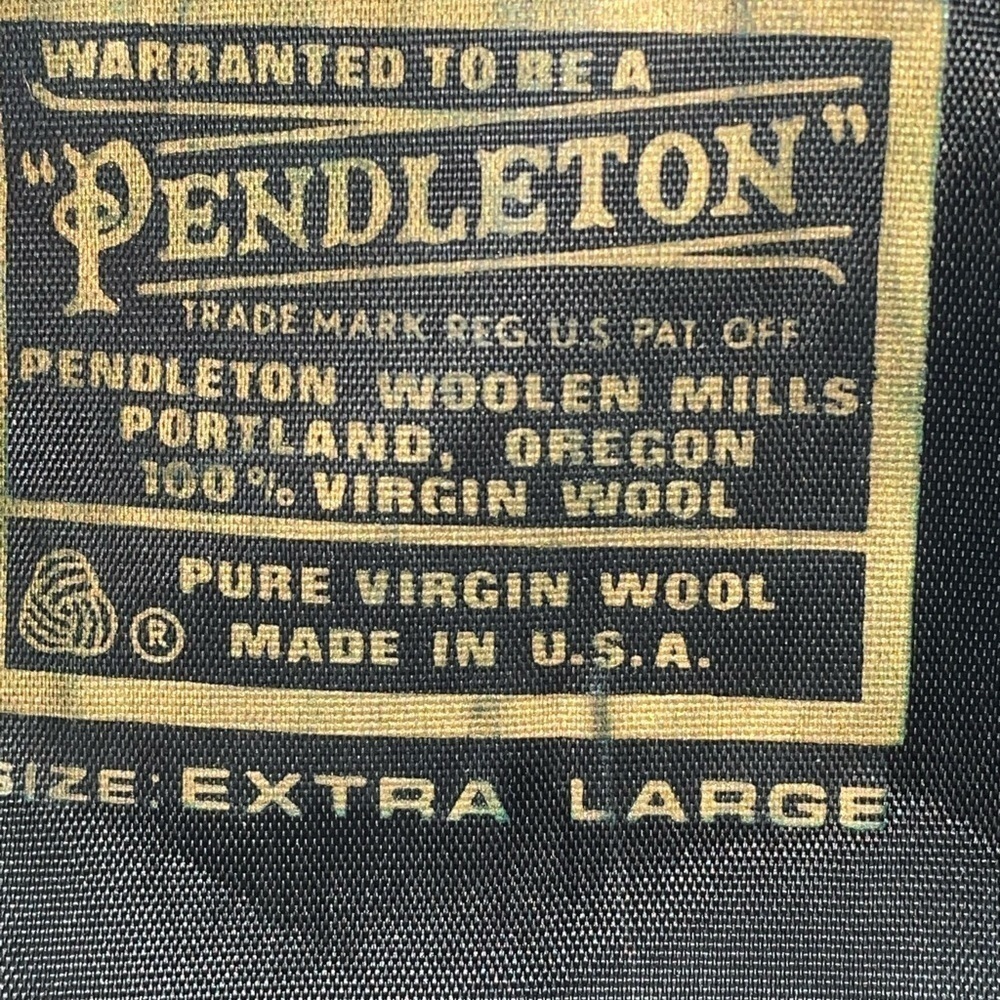 WARRANTED TO BE A
"PENDLETON"
TRADE MARK REG. U.S. PAT. OFF
PENDLETON WOOLEN MILLS
PORTLAND, OREGON
100% VIRGIN WOOL
PURE VIRGIN WOOL
® MADE IN U.S.A.
SIZE: EXTRA LARGE